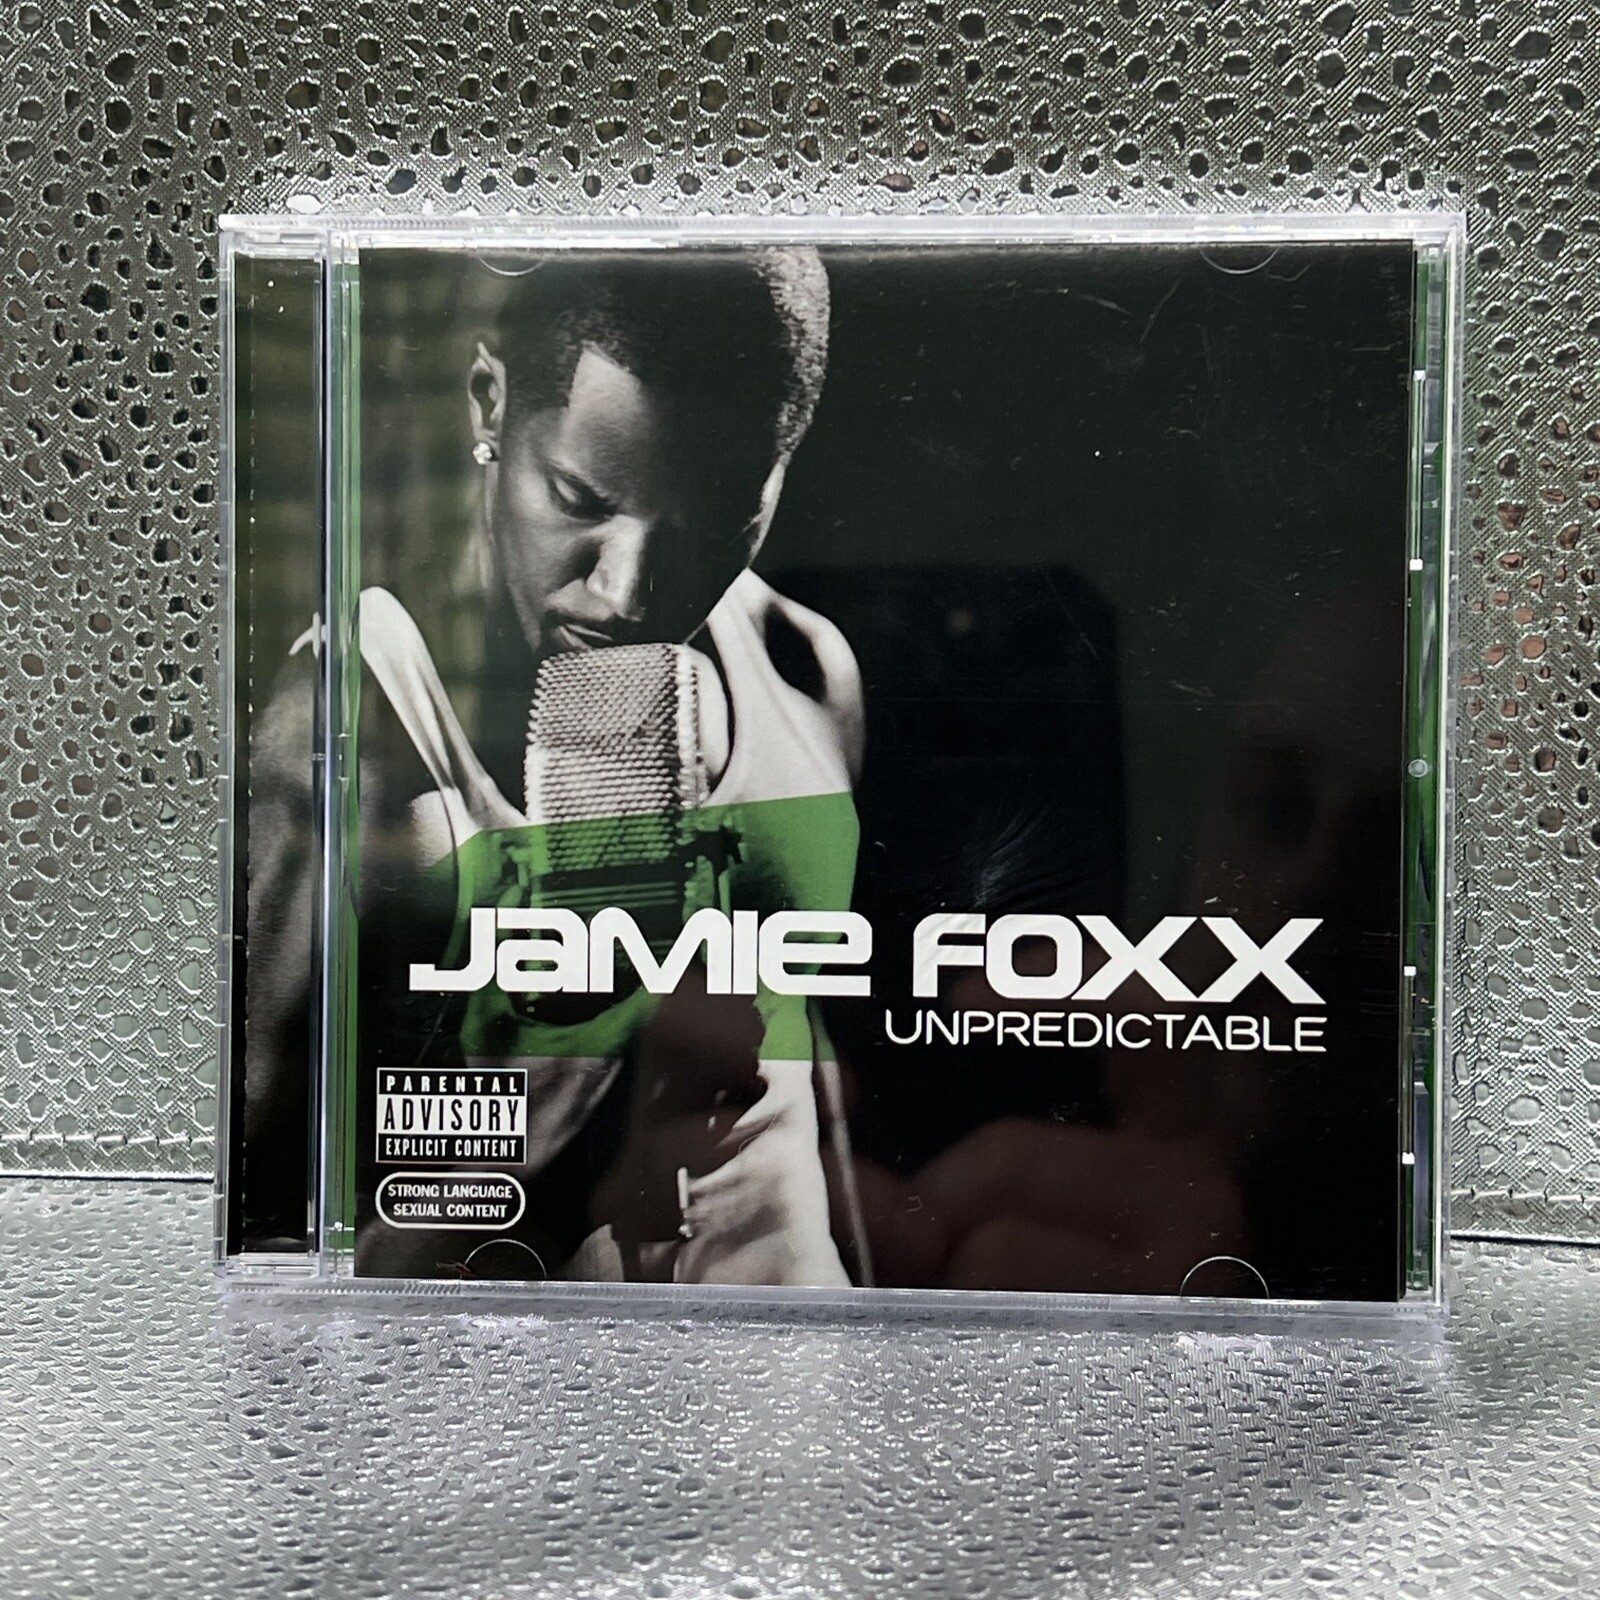 JAMIE FOXX
UNPREDICTABLE
PARENTAL
ADVISORY
EXPLICIT CONTENT
STRONG LANGUAGE
SEXUAL CONTENT